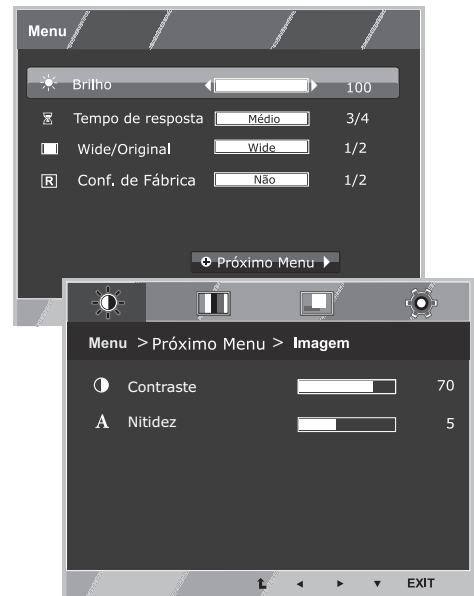 Menu
Brilho 100
Tempo de resposta Médio 3/4
Wide/Original Wide 1/2
R Conf. de Fábrica Não 1/2
Próximo Menu
Menu > Próximo Menu > Imagem
Contraste 70
A Nitidez 5
EXIT